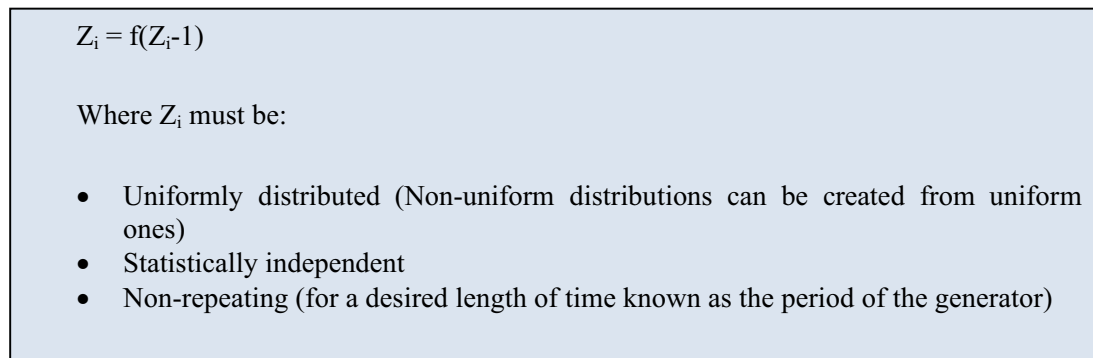 Zᵢ = f(Zᵢ-1)
Where Zᵢ must be:
• Uniformly distributed (Non-uniform distributions can be created from uniform
ones)
• Statistically independent
• Non-repeating (for a desired length of time known as the period of the generator)